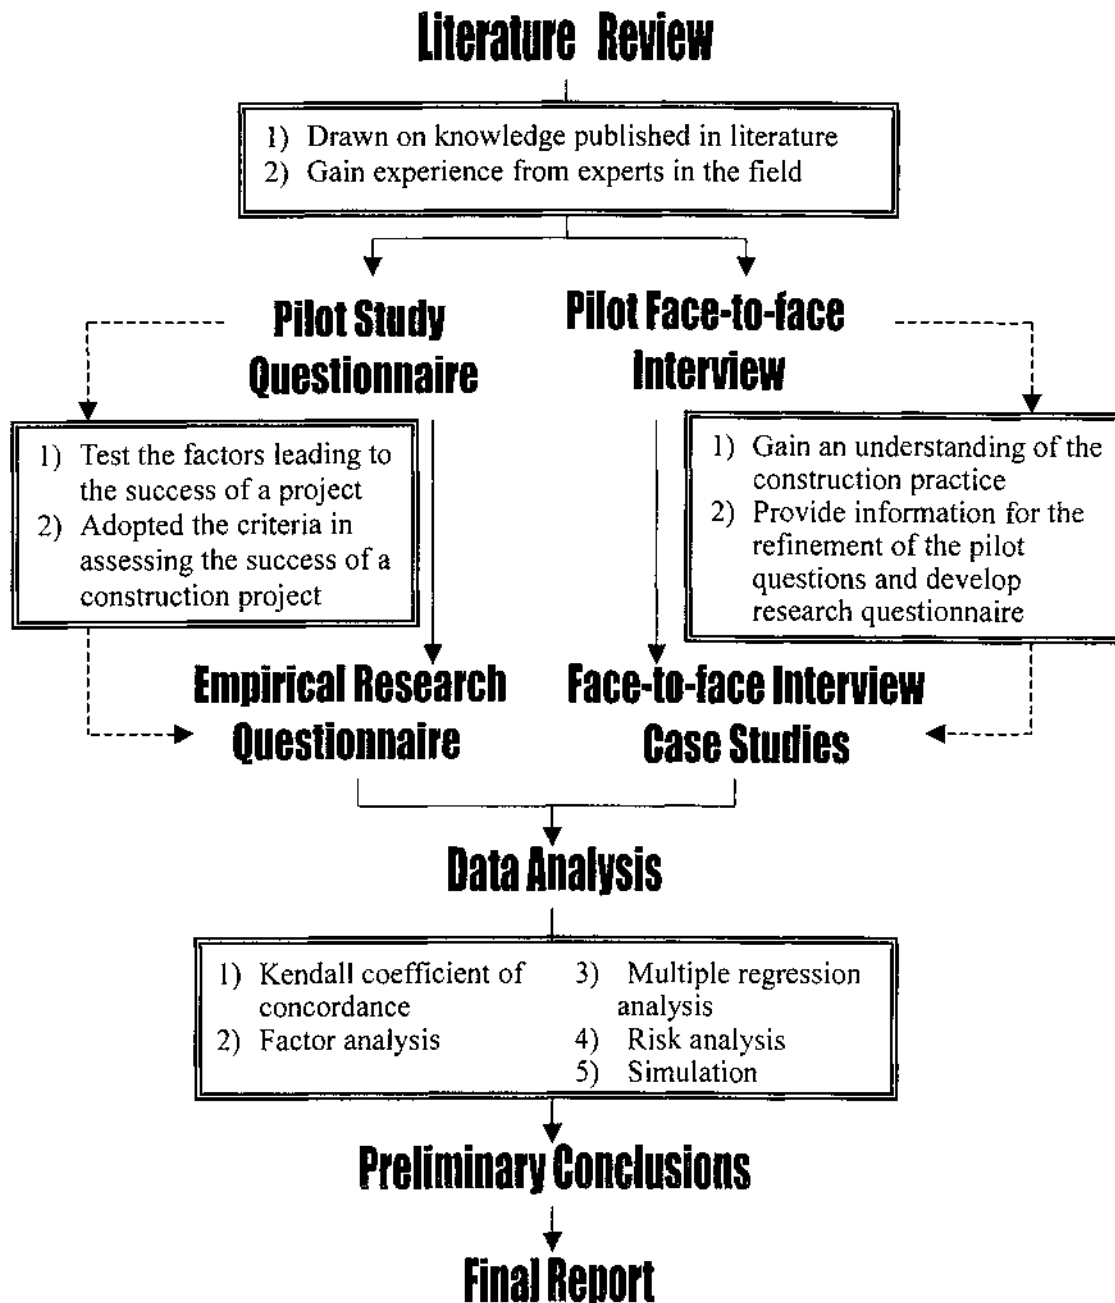 Literature Review
1) Drawn on knowledge published in literature
2) Gain experience from experts in the field
Pilot Study
Questionnaire
Pilot Face-to-face
Interview
1) Test the factors leading to
the success of a project
2) Adopted the criteria in
assessing the success of a
construction project
1) Gain an understanding of the
construction practice
2) Provide information for the
refinement of the pilot
questions and develop
research questionnaire
Empirical Research
Questionnaire
Face-to-face Interview
Case Studies
Data Analysis
1) Kendall coefficient of
concordance
2) Factor analysis
3) Multiple regression
analysis
4) Risk analysis
5) Simulation
Preliminary Conclusions
Final Report